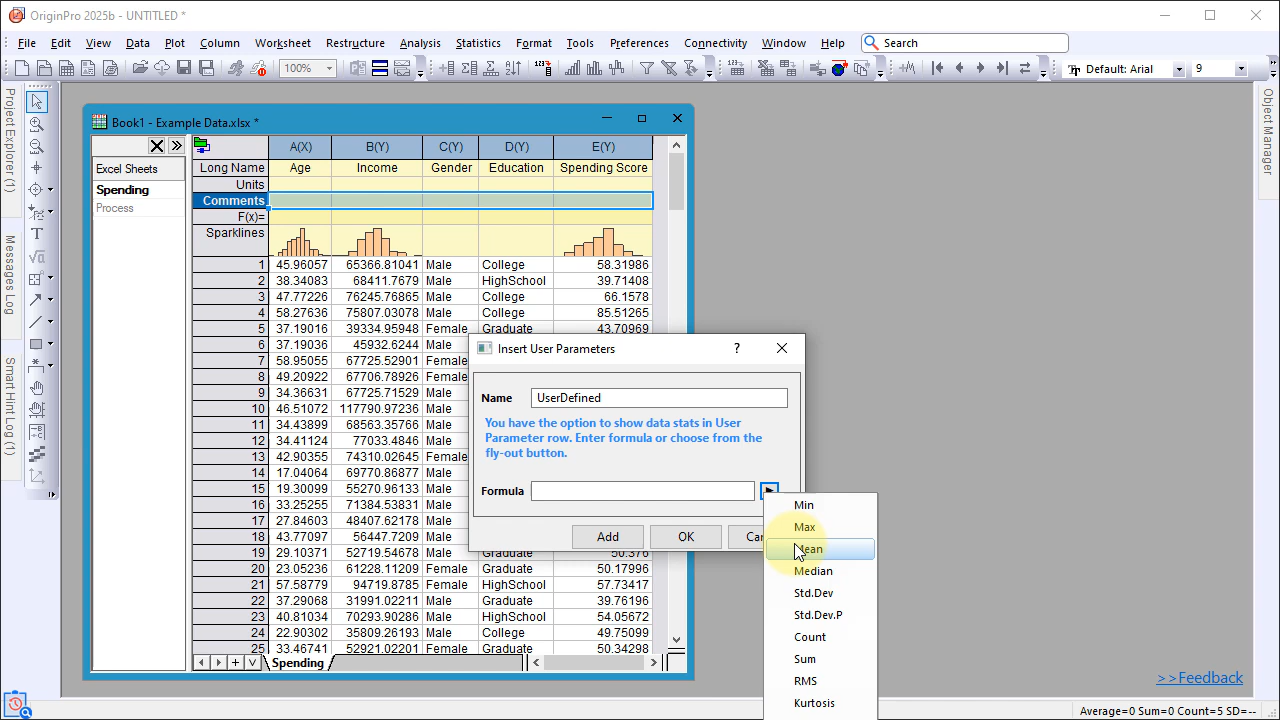 OriginPro 2025b - UNTITLED *
File Edit View Data Plot Column Worksheet Restructure Analysis Statistics Format Tools Preferences Connectivity Window Help Search
100% Default: Arial 9
Project Explorer (1)
Messages Log
Smart Hint Log (1)
Object Manager
Book1 - Example Data.xlsx *
Excel Sheets
Spending
Process
A(X) B(Y) C(Y) D(Y) E(Y)
Long Name Age Income Gender Education Spending Score
Units
Comments
F(x)=
Sparklines
1 45.96057 65366.81041 Male College 58.31986
2 38.34083 68411.7679 Male HighSchool 39.71408
3 47.77226 76245.76865 Male College 66.1578
4 58.27636 75807.03078 Male College 85.51265
5 37.19016 39334.95948 Female Graduate 43.70969
6 37.19036 45932.6244 Male
7 58.95055 67725.52901 Female
8 49.20922 67706.78926 Female
9 34.36631 67725.71529 Male
10 46.51072 117790.97236 Male
11 34.43899 68563.35766 Male
12 34.41124 77033.4846 Male
13 42.90355 74310.02645 Female
14 17.04064 69770.86877 Male
15 19.30099 55270.96133 Male
16 33.25255 71384.53831 Male
17 27.84603 48407.62178 Male
18 43.77097 56447.7209 Male
19 29.10371 52719.54678 Male Graduate 50.376
20 23.05236 61228.11209 Female Graduate 50.17996
21 57.58779 94719.8785 Female HighSchool 57.73417
22 37.29068 31991.02211 Male Graduate 39.76196
23 40.81034 70293.90286 Male HighSchool 54.05672
24 22.90302 35809.26193 Male College 49.75099
25 33.46741 52921.02201 Female Graduate 50.34298
Spending
Insert User Parameters ?
Name UserDefined
You have the option to show data stats in User
Parameter row. Enter formula or choose from the
fly-out button.
Formula
Add OK
Min
Max
Mean
Median
Std.Dev
Std.Dev.P
Count
Sum
RMS
Kurtosis
>>Feedback
Average=0 Sum=0 Count=5 SD=--